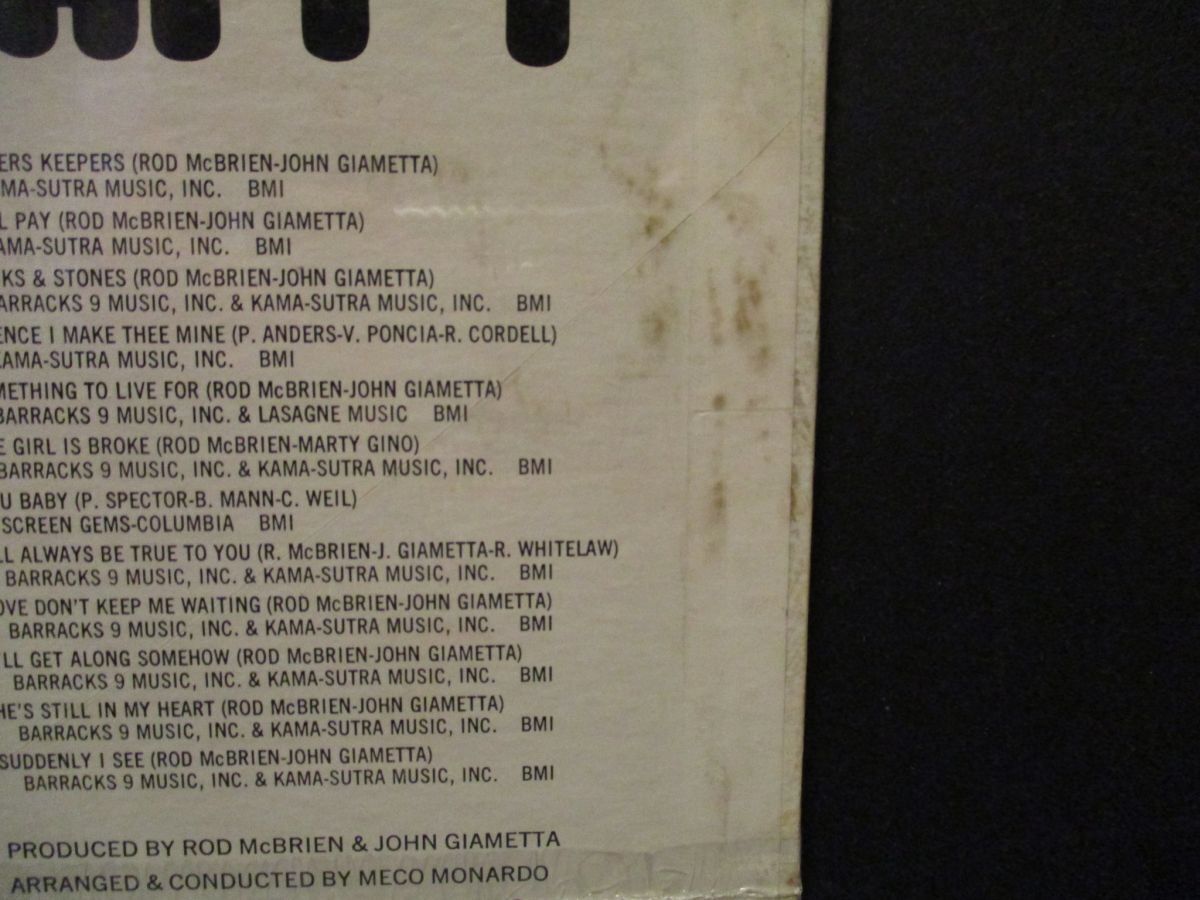 ERS KEEPERS (ROD McBRIEN-JOHN GIAMETTA)
AMA-SUTRA MUSIC, INC. BMI
L PAY (ROD McBRIEN-JOHN GIAMETTA)
KAMA-SUTRA MUSIC, INC. BMI
KS & STONES (ROD McBRIEN-JOHN GIAMETTA)
BARRACKS 9 MUSIC, INC. & KAMA-SUTRA MUSIC, INC. BMI
ENCE I MAKE THEE MINE (P. ANDERS-V. PONCIA-R. CORDELL)
KAMA-SUTRA MUSIC, INC. BMI
METHING TO LIVE FOR (ROD McBRIEN-JOHN GIAMETTA)
BARRACKS 9 MUSIC, INC. & LASAGNE MUSIC BMI
E GIRL IS BROKE (ROD McBRIEN-MARTY GINO)
BARRACKS 9 MUSIC, INC. & KAMA-SUTRA MUSIC, INC. BMI
U BABY (P. SPECTOR-B. MANN-C. WEIL)
SCREEN GEMS-COLUMBIA BMI
LL ALWAYS BE TRUE TO YOU (R. McBRIEN-J. GIAMETTA-R. WHITELAW)
BARRACKS 9 MUSIC, INC. & KAMA-SUTRA MUSIC, INC. BMI
OVE DON'T KEEP ME WAITING (ROD McBRIEN-JOHN GIAMETTA)
BARRACKS 9 MUSIC, INC. & KAMA-SUTRA MUSIC, INC. BMI
'LL GET ALONG SOMEHOW (ROD McBRIEN-JOHN GIAMETTA)
BARRACKS 9 MUSIC, INC. & KAMA-SUTRA MUSIC, INC. BMI
HE'S STILL IN MY HEART (ROD McBRIEN-JOHN GIAMETTA)
BARRACKS 9 MUSIC, INC. & KAMA-SUTRA MUSIC, INC. BMI
SUDDENLY I SEE (ROD McBRIEN-JOHN GIAMETTA)
BARRACKS 9 MUSIC, INC. & KAMA-SUTRA MUSIC, INC. BMI
PRODUCED BY ROD McBRIEN & JOHN GIAMETTA
ARRANGED & CONDUCTED BY MECO MONARDO